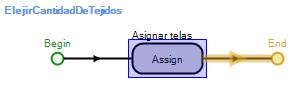 ElejirCantidadDeTejidos
Asignar telas
Begin
Assign
End